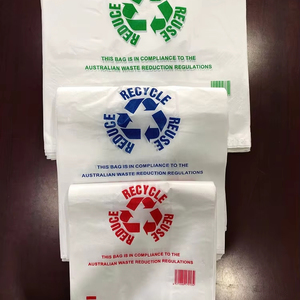 REDUCE RECYCLE REUSE
THIS BAG IS IN COMPLIANCE TO THE
AUSTRALIAN WASTE REDUCTION REGULATIONS
REDUCE RECYCLE REUSE
THIS BAG IS IN COMPLIANCE TO THE
AUSTRALIAN WASTE REDUCTION REGULATIONS
REDUCE RECYCLE REUSE
THIS BAG IS IN COMPLIANCE TO THE
AUSTRALIAN WASTE REDUCTION REGULATIONS